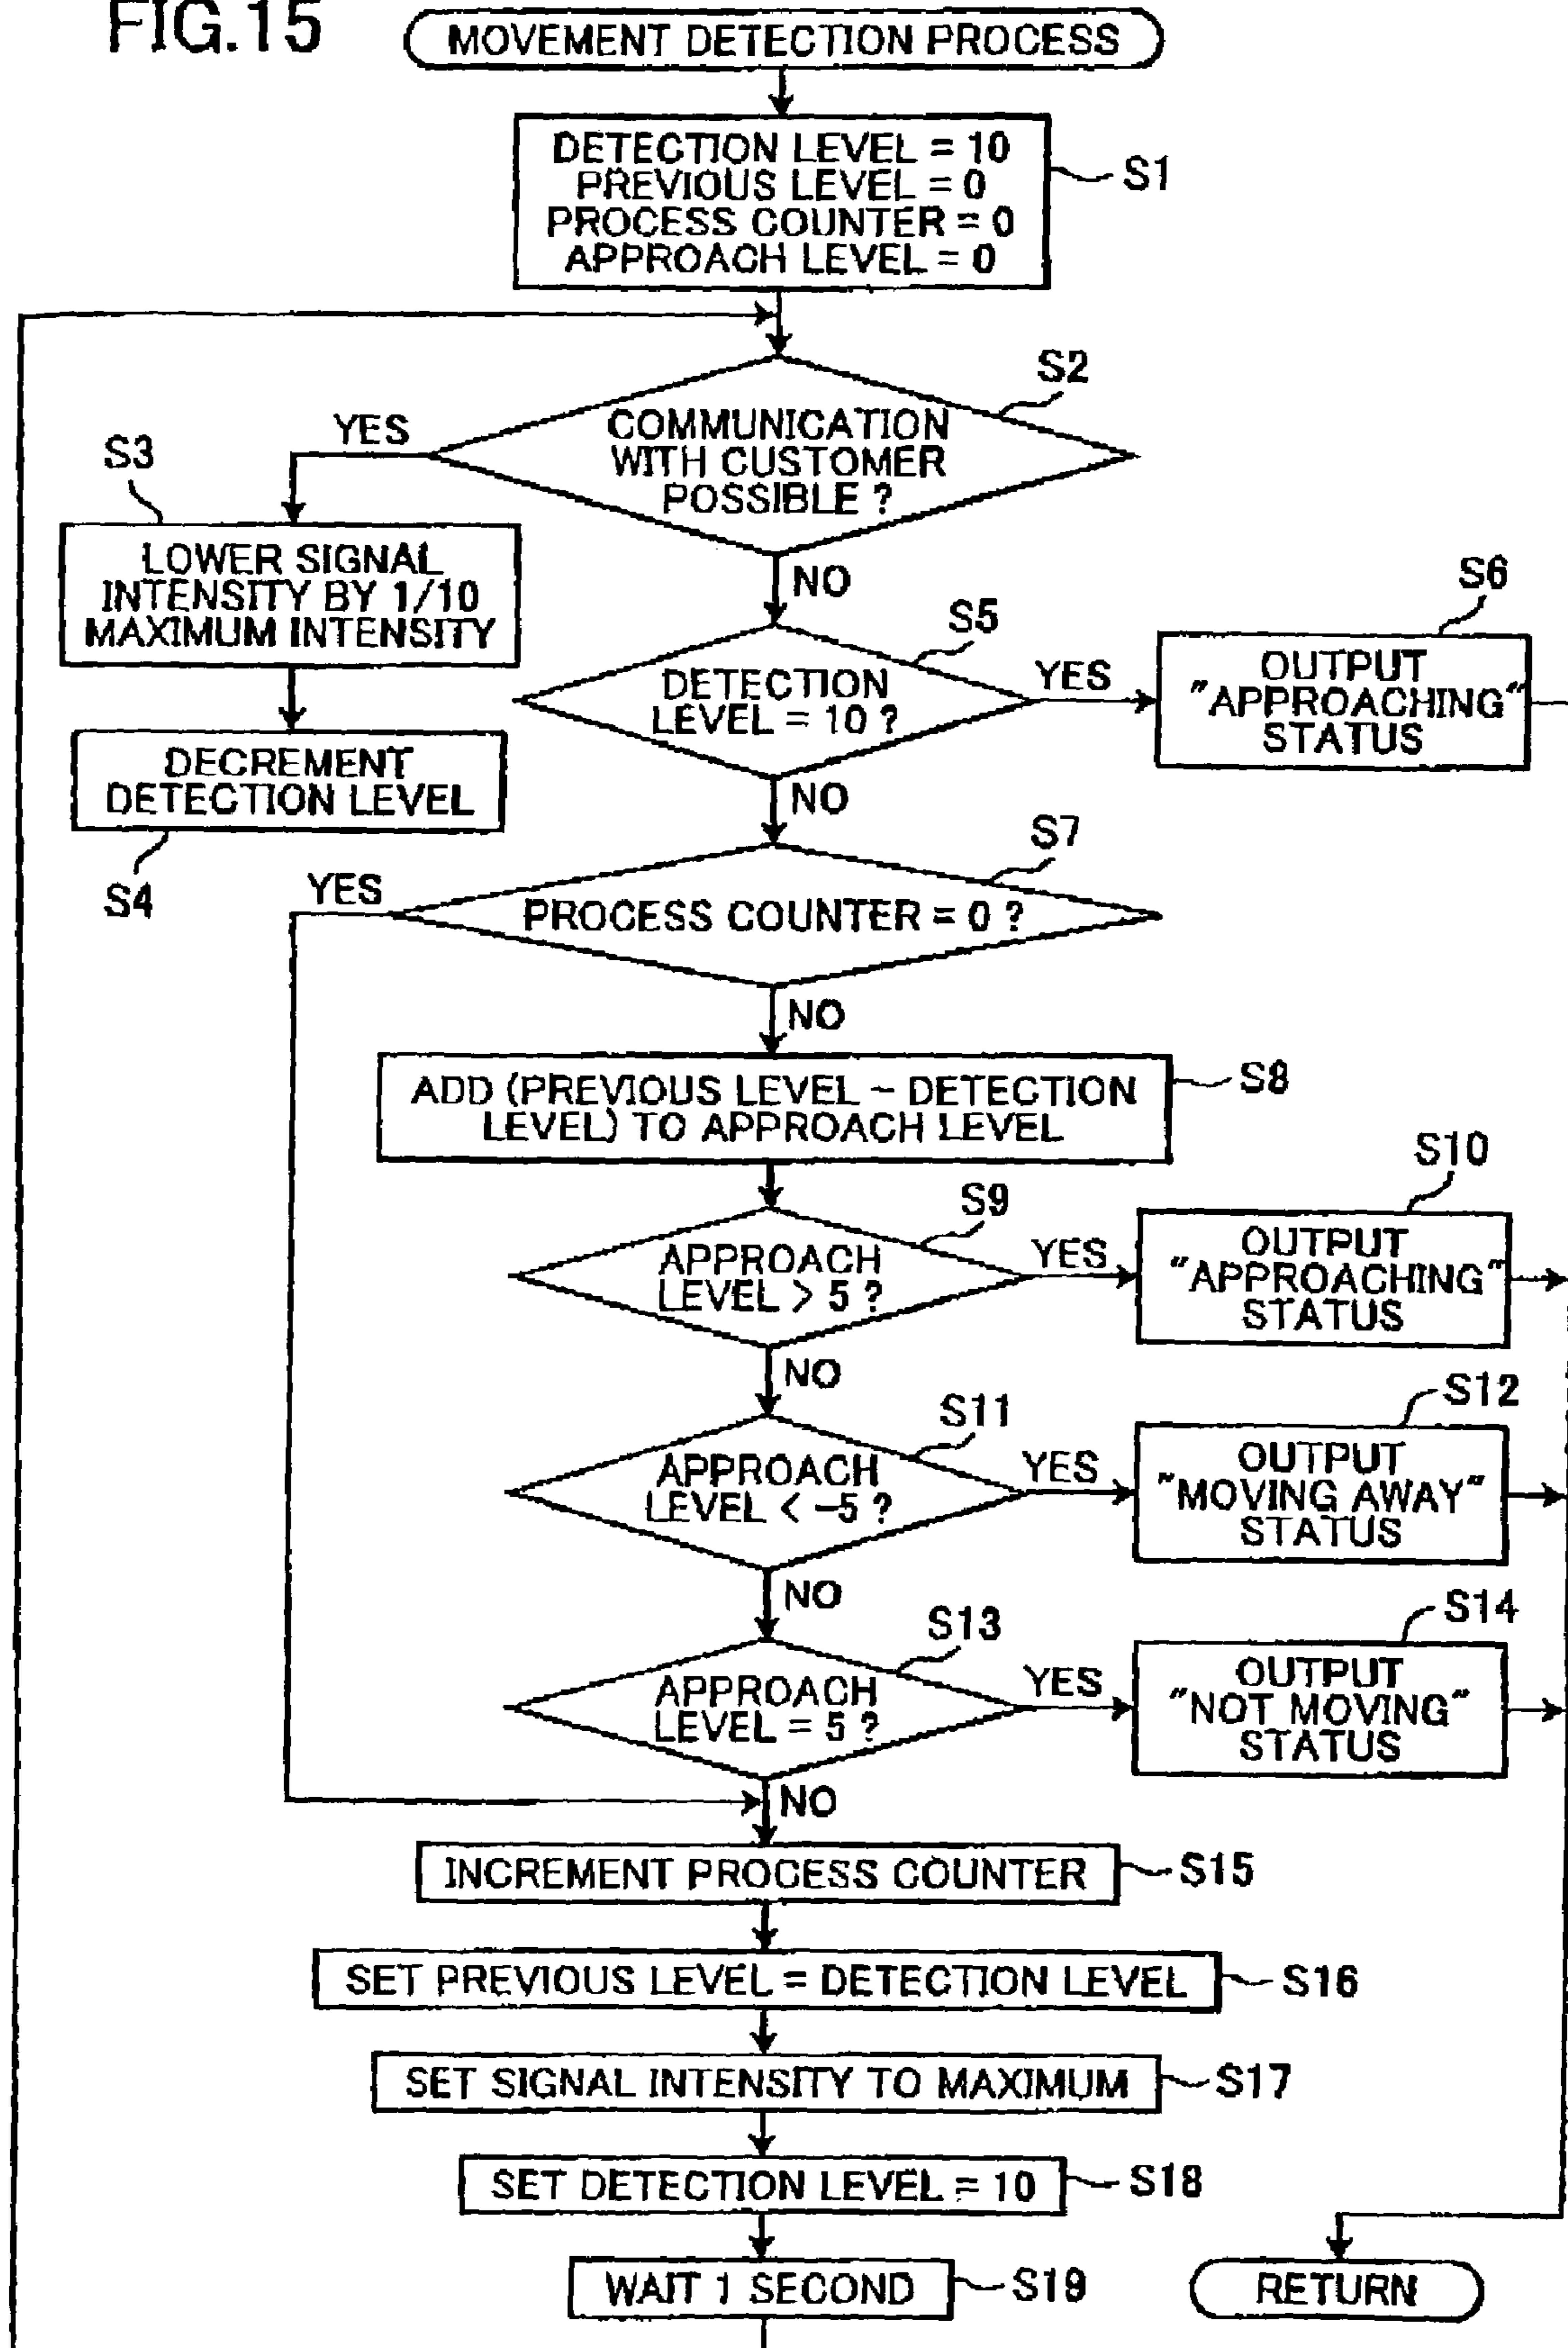 FIG.15
MOVEMENT DETECTION PROCESS
DETECTION LEVEL = 10
PREVIOUS LEVEL = 0
PROCESS COUNTER = 0
APPROACH LEVEL = 0
S1
S2
COMMUNICATION
WITH CUSTOMER
POSSIBLE ?
YES
NO
S3
LOWER SIGNAL
INTENSITY BY 1/10
MAXIMUM INTENSITY
DECREMENT
DETECTION LEVEL
S4
S5
DETECTION
LEVEL = 10 ?
YES
NO
S6
OUTPUT
"APPROACHING"
STATUS
S7
PROCESS COUNTER = 0 ?
YES
NO
ADD (PREVIOUS LEVEL - DETECTION
LEVEL) TO APPROACH LEVEL
S8
S9
APPROACH
LEVEL > 5 ?
YES
NO
S10
OUTPUT
"APPROACHING"
STATUS
S11
APPROACH
LEVEL < -5 ?
YES
NO
S12
OUTPUT
"MOVING AWAY"
STATUS
S13
APPROACH
LEVEL = 5 ?
YES
NO
S14
OUTPUT
"NOT MOVING"
STATUS
INCREMENT PROCESS COUNTER
S15
SET PREVIOUS LEVEL = DETECTION LEVEL
S16
SET SIGNAL INTENSITY TO MAXIMUM
S17
SET DETECTION LEVEL = 10
S18
WAIT 1 SECOND
S19
RETURN